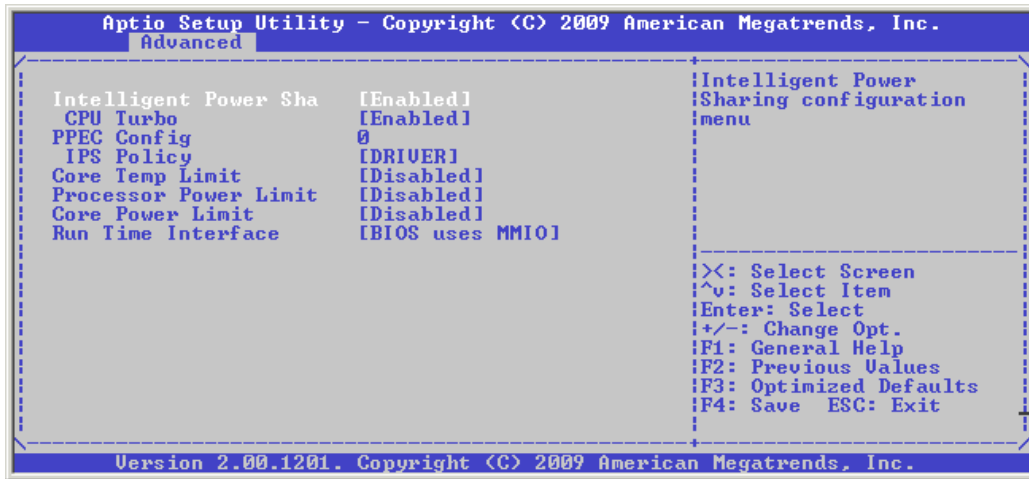 Aptio Setup Utility - Copyright (C) 2009 American Megatrends, Inc.
Advanced
Intelligent Power Sha [Enabled]
CPU Turbo [Enabled]
PPEC Config 0
IPS Policy [DRIVER]
Core Temp Limit [Disabled]
Processor Power Limit [Disabled]
Core Power Limit [Disabled]
Run Time Interface [BIOS uses MMIO]
Intelligent Power
Sharing configuration
menu
><: Select Screen
^v: Select Item
Enter: Select
+/-: Change Opt.
F1: General Help
F2: Previous Values
F3: Optimized Defaults
F4: Save ESC: Exit
Version 2.00.1201. Copyright (C) 2009 American Megatrends, Inc.